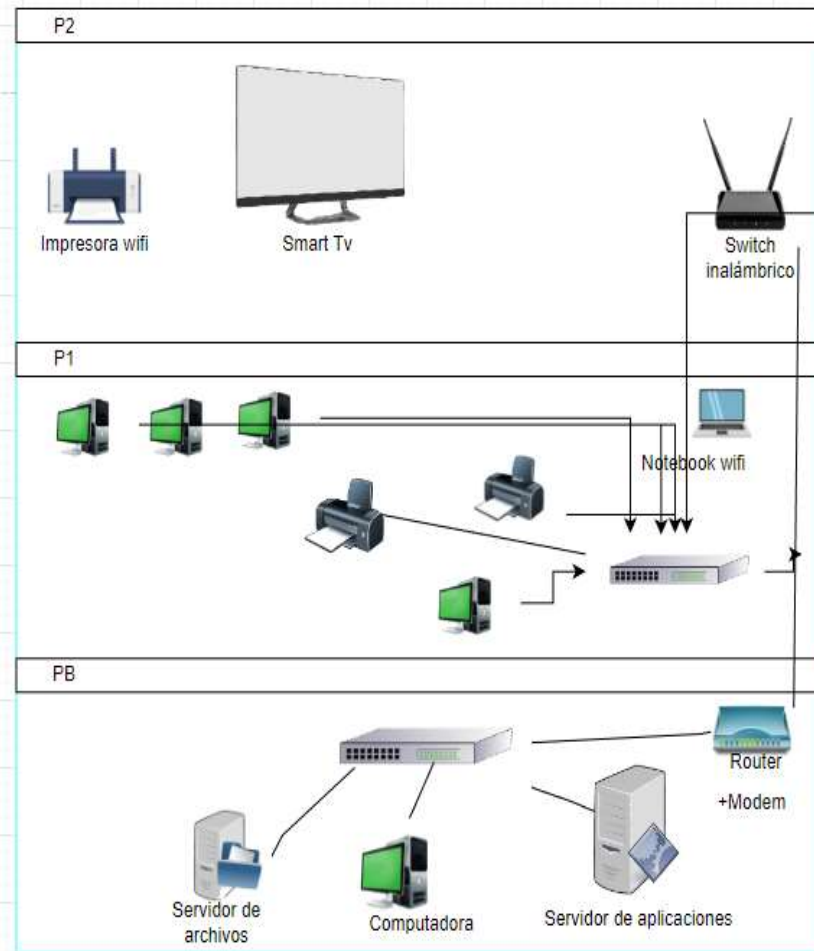 P2
Impresora wifi
Smart Tv
Switch
inalámbrico
P1
Notebook wifi
PB
Router
+Modem
Servidor de
archivos
Computadora
Servidor de aplicaciones